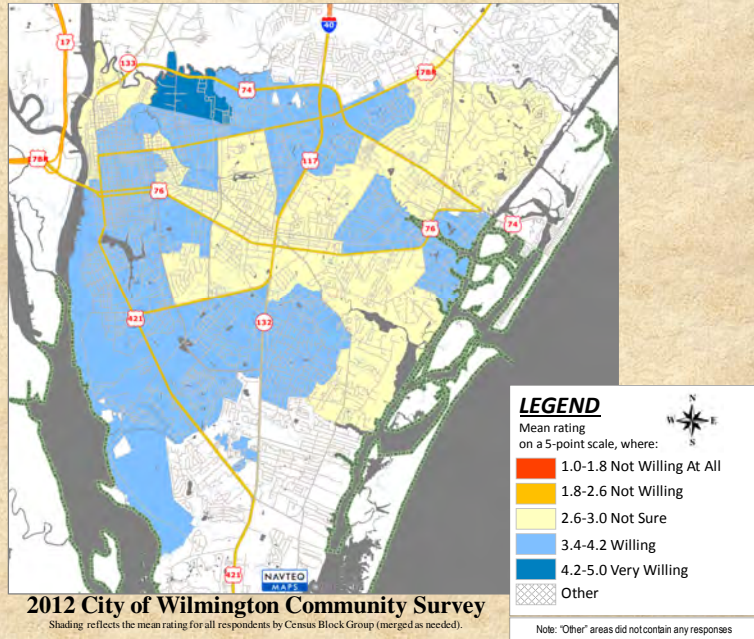 17
40
133
17BR
74
117
17BR
76
76
74
421
132
421
NAVTEQ
MAPS
LEGEND
N
W E
S
Mean rating
on a 5-point scale, where:
1.0-1.8 Not Willing At All
1.8-2.6 Not Willing
2.6-3.0 Not Sure
3.4-4.2 Willing
4.2-5.0 Very Willing
Other
2012 City of Wilmington Community Survey
Shading reflects the mean rating for all respondents by Census Block Group (merged as needed).
Note: "Other" areas did not contain any responses